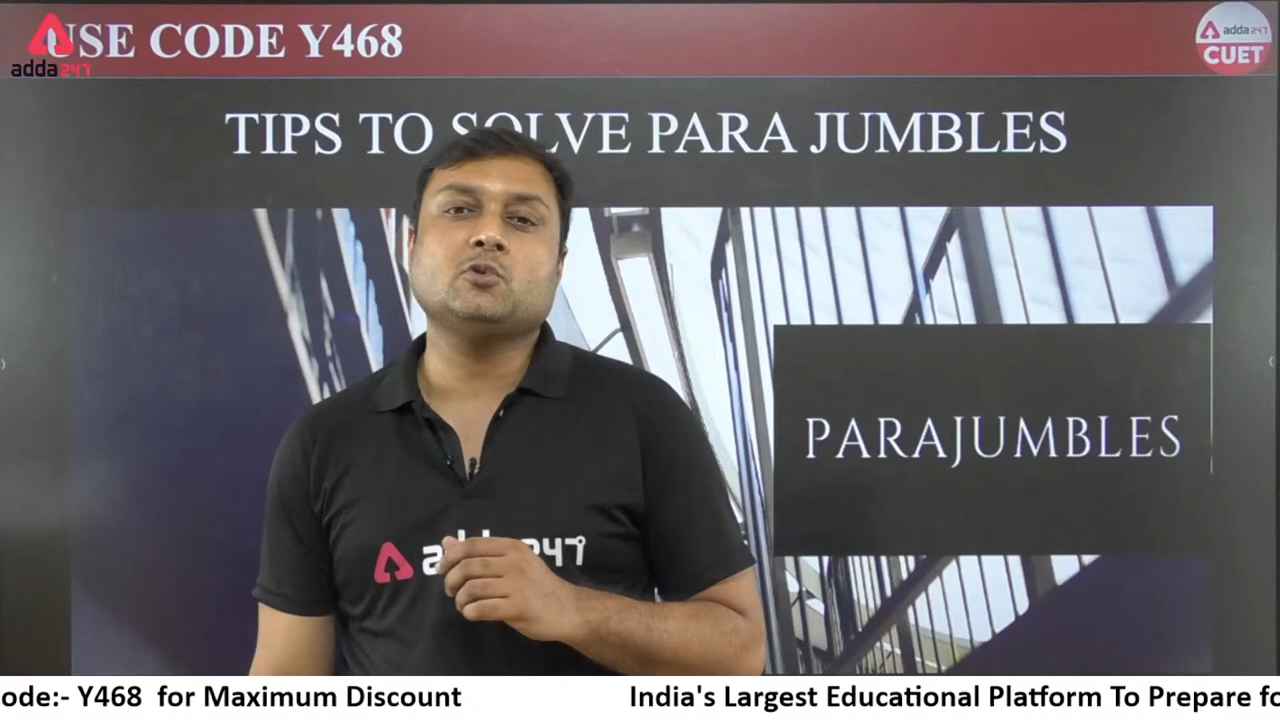 USE CODE Y468
adda247
adda247
CUET
TIPS TO SOLVE PARA JUMBLES
PARAJUMBLES
adda247
ode:- Y468 for Maximum Discount
India's Largest Educational Platform To Prepare fo